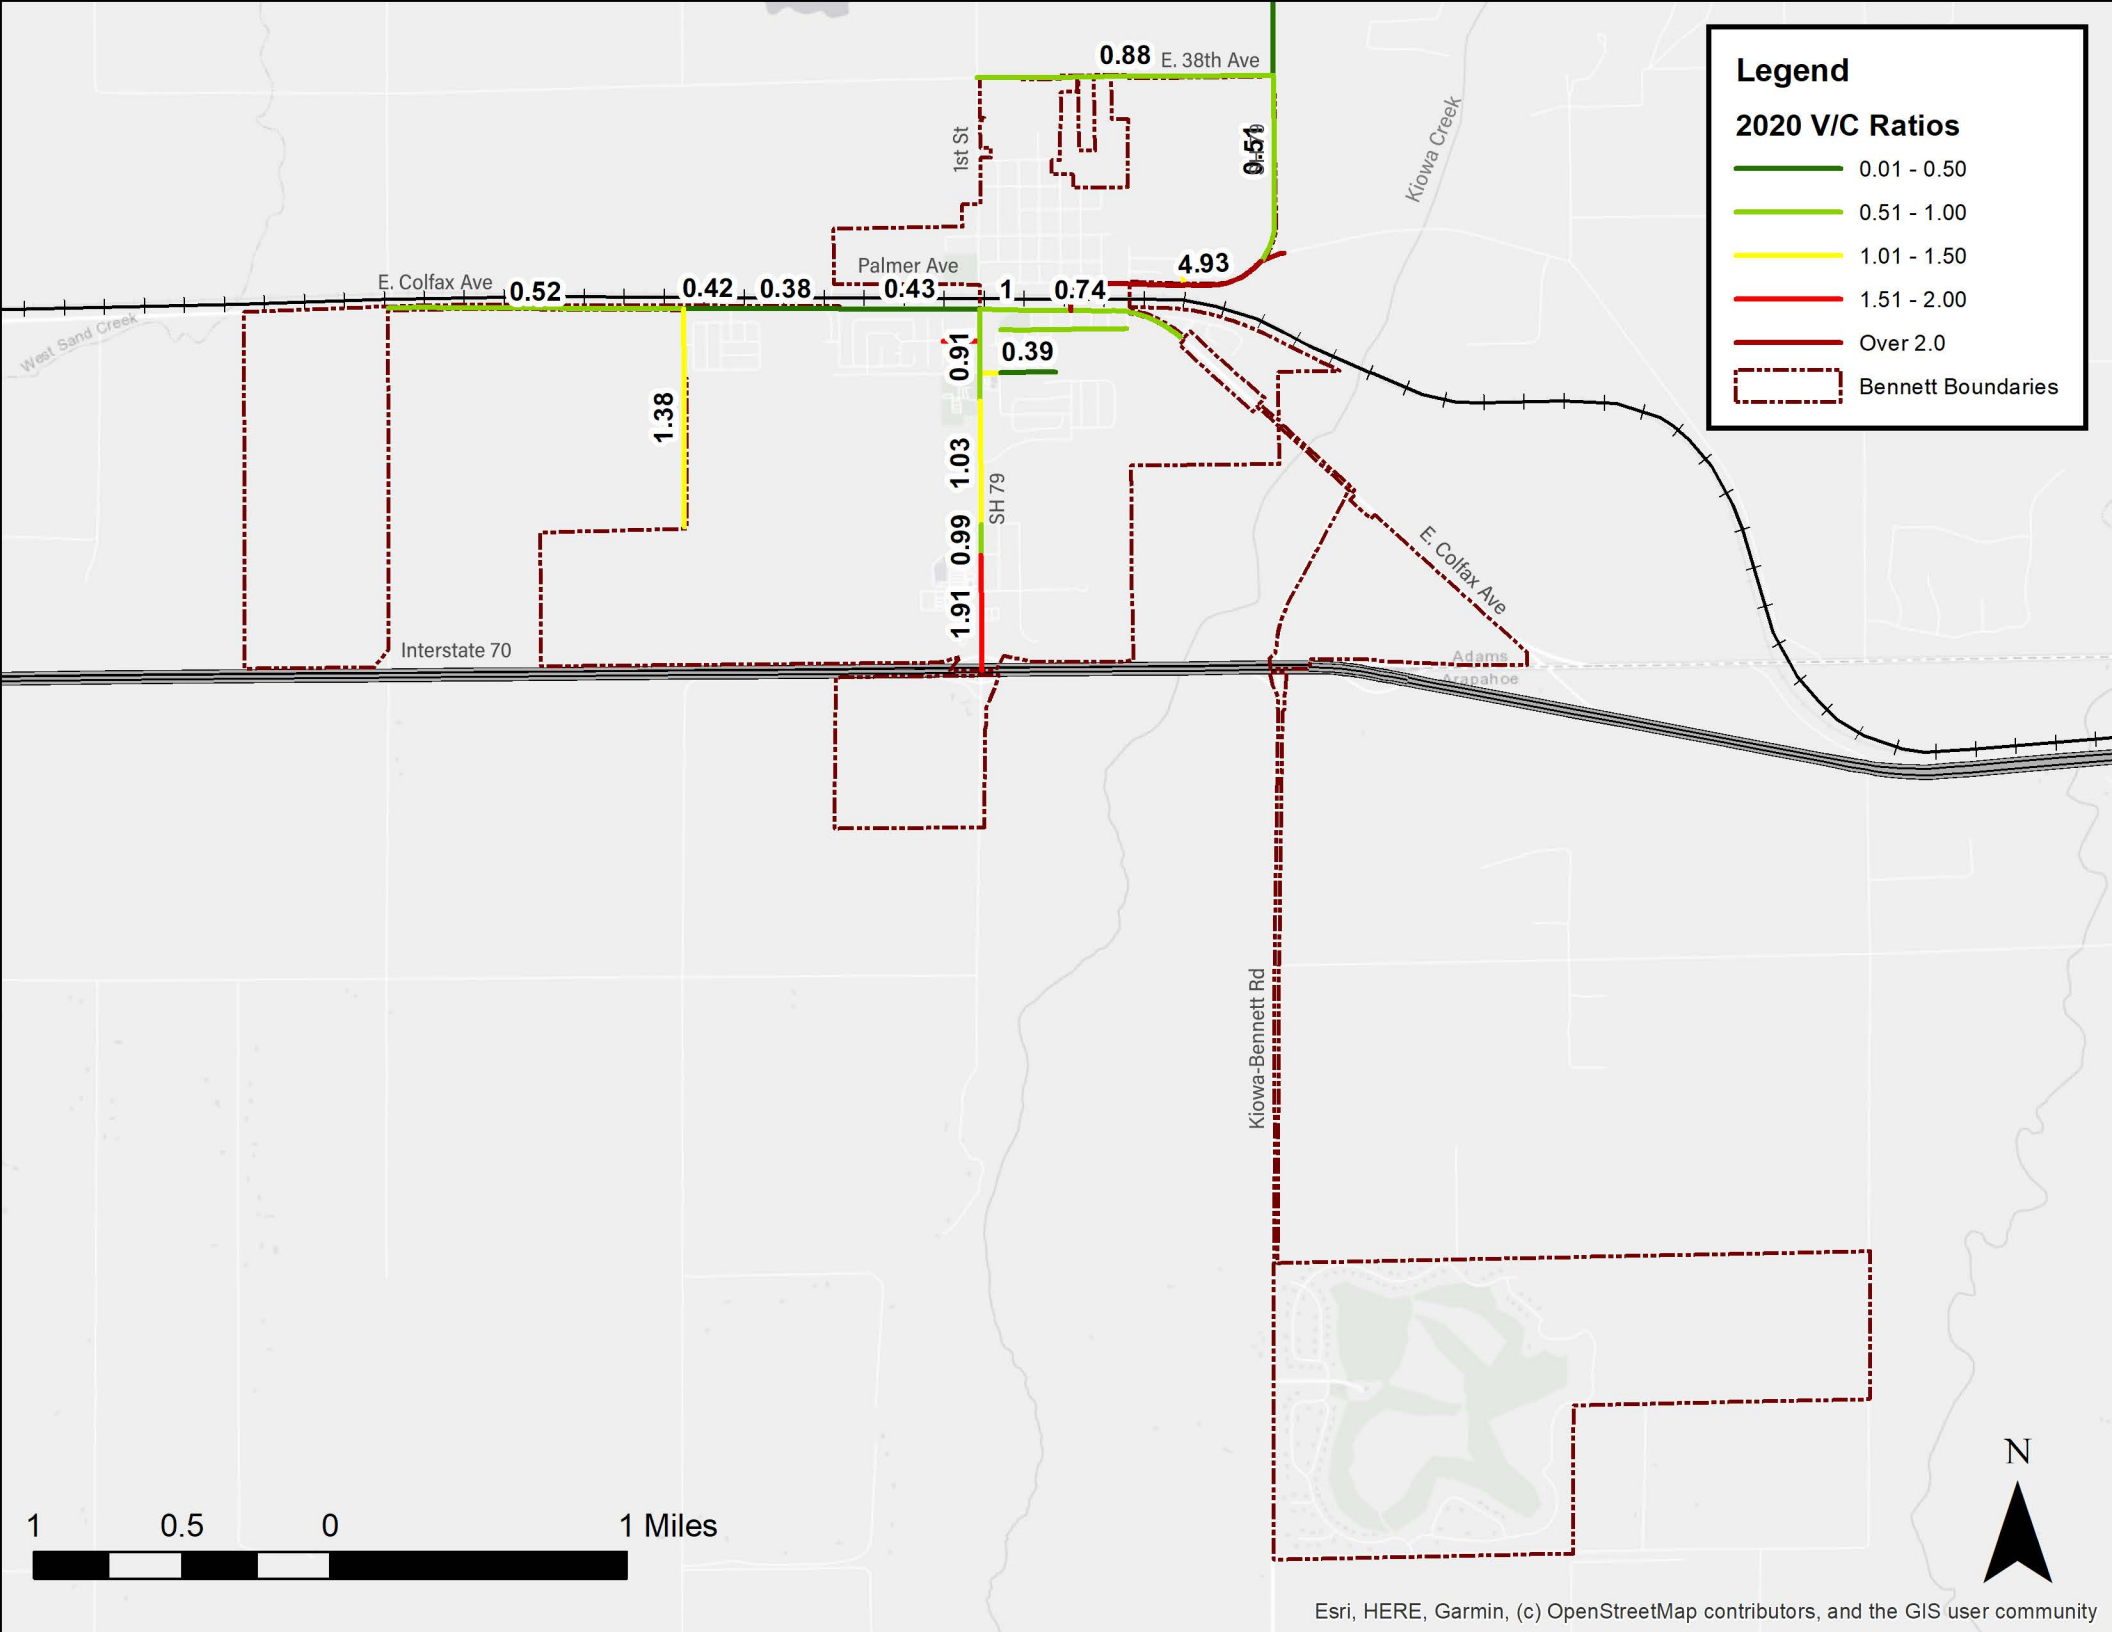 0.88 E. 38th Ave
Legend
2020 V/C Ratios
0.01 - 0.50
0.51 - 1.00
1.01 - 1.50
1.51 - 2.00
Over 2.0
Bennett Boundaries
1st St
0.51
Kiowa Creek
4.93
Palmer Ave
E. Colfax Ave
0.52
0.42
0.38
0.43
1
0.74
West Sand Creek
0.91
0.39
1.38
1.03
SH 79
0.99
1.91
E. Colfax Ave
Interstate 70
Adams
Arapahoe
Kiowa-Bennett Rd
N
1 0.5 0 1 Miles
Esri, HERE, Garmin, (c) OpenStreetMap contributors, and the GIS user community